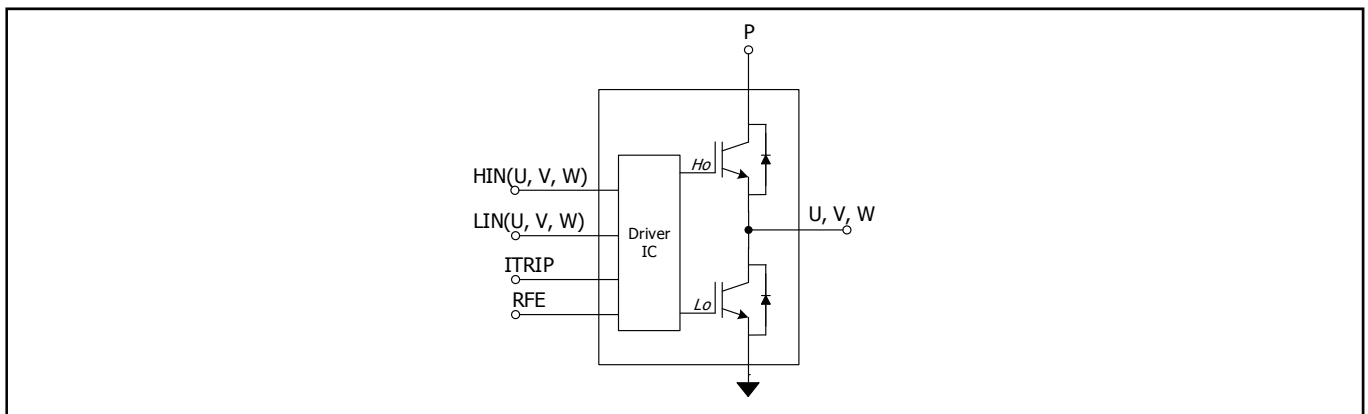 P
Ho
HIN(U, V, W)
U, V, W
LIN(U, V, W)
Driver
IC
ITRIP
RFE
Lo